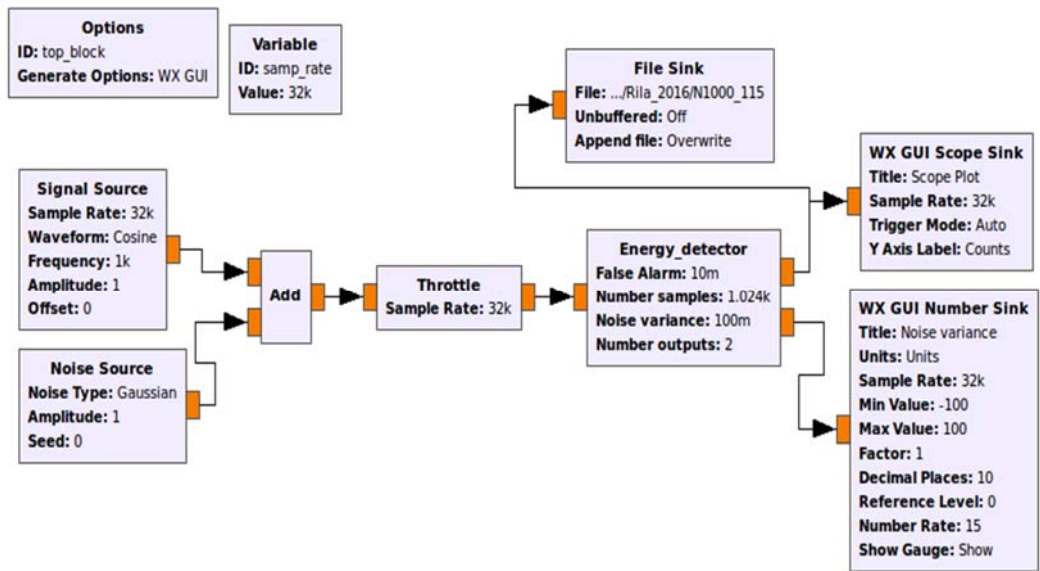 Options
ID: top_block
Generate Options: WX GUI
Variable
ID: samp_rate
Value: 32k
File Sink
File: .../Rila_2016/N1000_115
Unbuffered: Off
Append file: Overwrite
WX GUI Scope Sink
Title: Scope Plot
Sample Rate: 32k
Trigger Mode: Auto
Y Axis Label: Counts
Signal Source
Sample Rate: 32k
Waveform: Cosine
Frequency: 1k
Amplitude: 1
Offset: 0
Add
Throttle
Sample Rate: 32k
Energy_detector
False Alarm: 10m
Number samples: 1.024k
Noise variance: 100m
Number outputs: 2
Noise Source
Noise Type: Gaussian
Amplitude: 1
Seed: 0
WX GUI Number Sink
Title: Noise variance
Units: Units
Sample Rate: 32k
Min Value: -100
Max Value: 100
Factor: 1
Decimal Places: 10
Reference Level: 0
Number Rate: 15
Show Gauge: Show